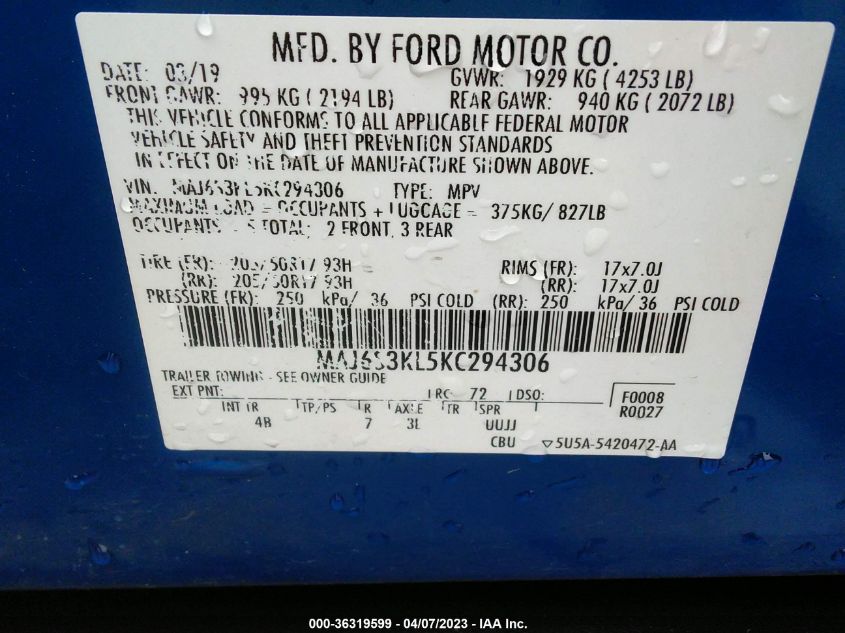 MFD. BY FORD MOTOR CO.
DATE: 03/19 GVWR: 1929 KG ( 4253 LB)
FRONT GAWR: 995 KG ( 2194 LB) REAR GAWR: 940 KG ( 2072 LB)
THIS VEHICLE CONFORMS TO ALL APPLICABLE FEDERAL MOTOR
VEHICLE SAFETY AND THEFT PREVENTION STANDARDS
IN EFFECT ON THE DATE OF MANUFACTURE SHOWN ABOVE.
VIN: MAJ6S3KL5KC294306 TYPE: MPV
MAXIMUM LOAD = OCCUPANTS + LUGGAGE = 375KG/ 827LB
OCCUPANTS = 5 TOTAL: 2 FRONT, 3 REAR
TIRE (FR): 205/50R17 93H RIMS (FR): 17x7.0J
(RR): 205/50R17 93H (RR): 17x7.0J
PRESSURE (FR): 250 kPa/ 36 PSI COLD (RR): 250 kPa/ 36 PSI COLD
MAJ6S3KL5KC294306
TRAILER TOWING - SEE OWNER GUIDE
EXT PNT: RC: 72 DSO: F0008
INT TR TP/PS R AXLE TR SPR R0027
4B 7 3L UUJJ
CBU ▽5U5A-5420472-AA
000-36319599 - 04/07/2023 - IAA Inc.